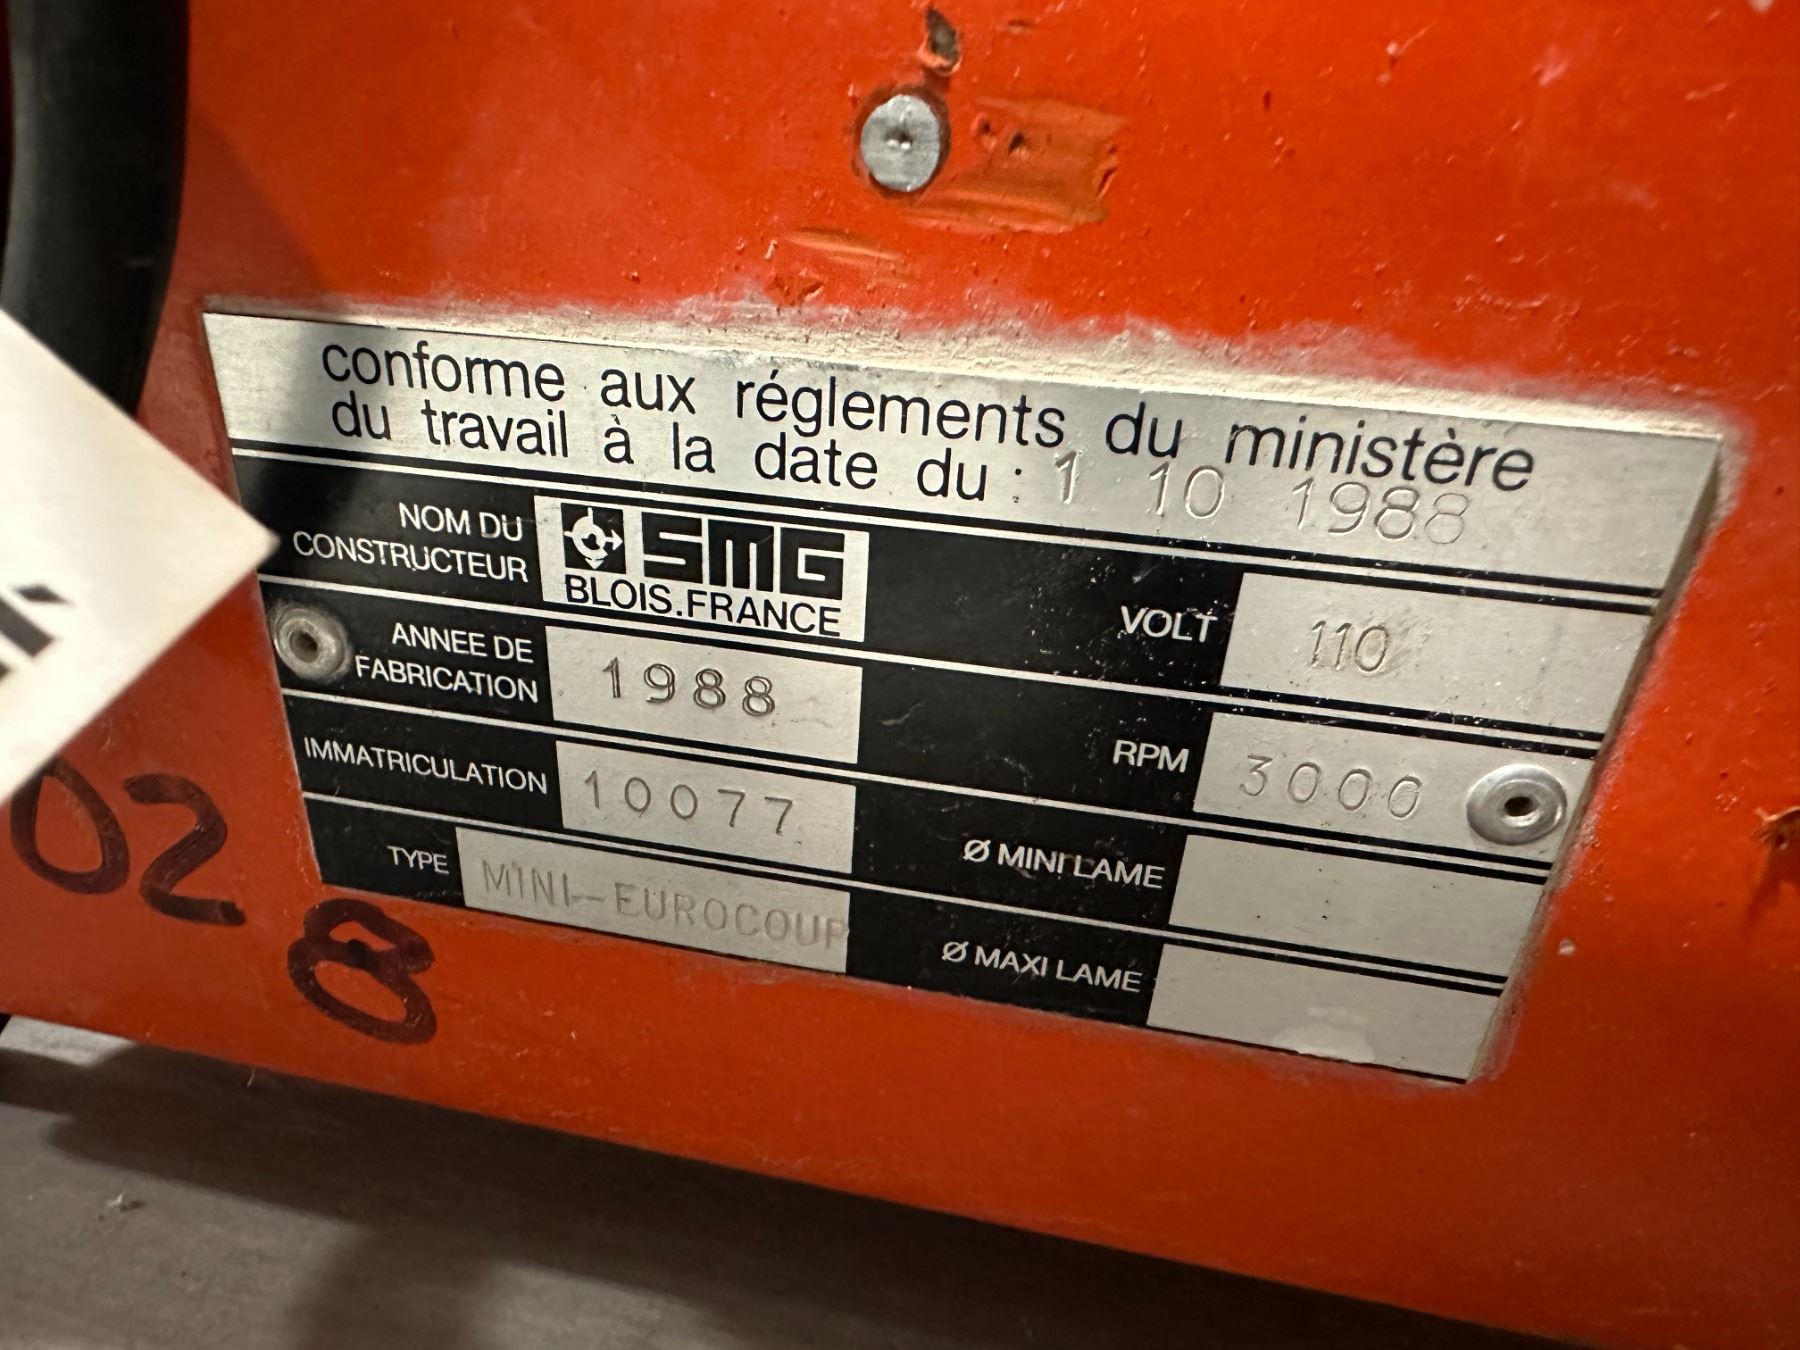 conforme aux réglements du ministère
du travail à la date du : 1 10 1988
NOM DU
CONSTRUCTEUR
SMG
BLOIS.FRANCE
VOLT 110
ANNEE DE
FABRICATION
1988
RPM 3000
IMMATRICULATION 10077
Ø MINI LAME
TYPE MINI-EUROCOUP
Ø MAXI LAME
02
8